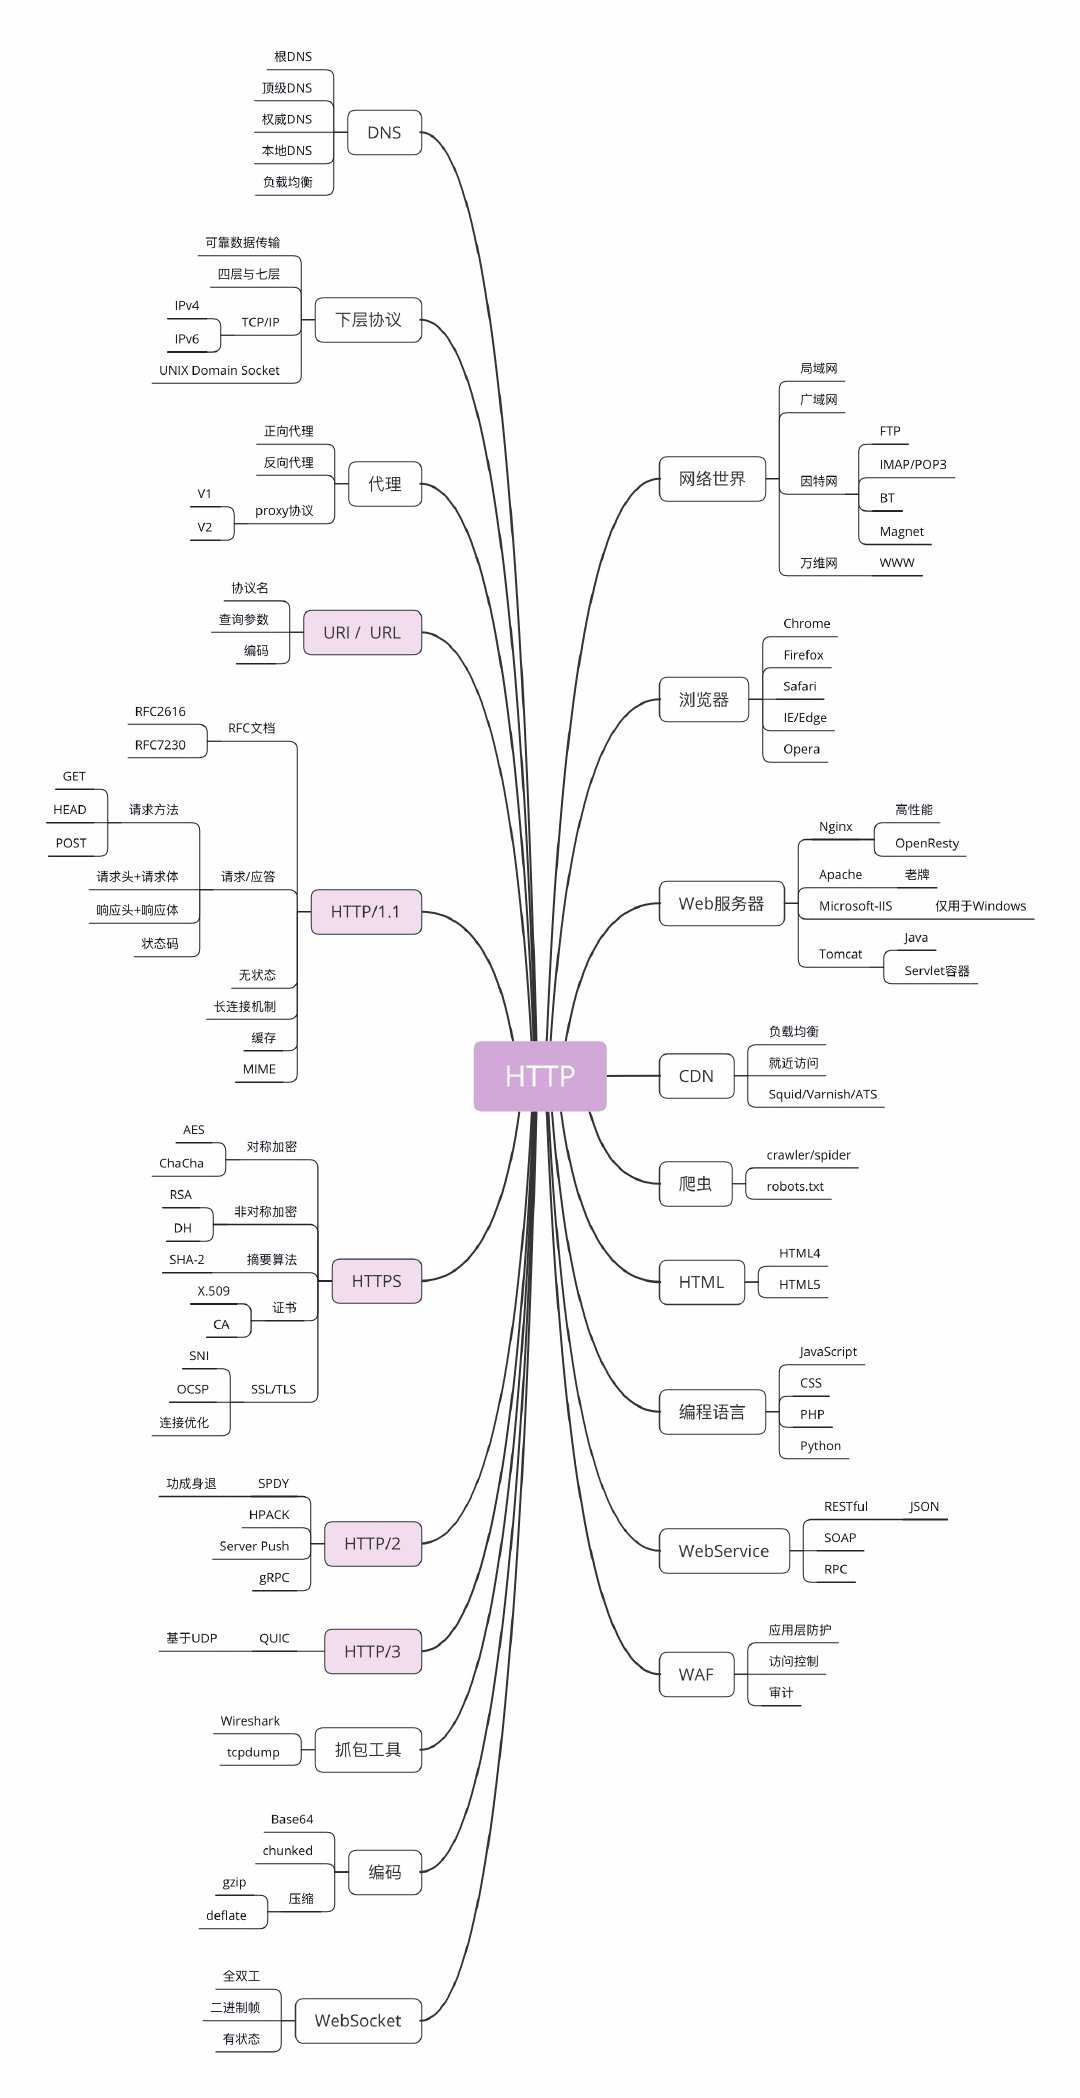 HTTP
DNS
根DNS
顶级DNS
权威DNS
本地DNS
负载均衡
下层协议
可靠数据传输
四层与七层
TCP/IP
IPv4
IPv6
UNIX Domain Socket
代理
正向代理
反向代理
proxy协议
V1
V2
URI / URL
协议名
查询参数
编码
HTTP/1.1
RFC文档
RFC2616
RFC7230
请求/应答
请求方法
GET
HEAD
POST
请求头+请求体
响应头+响应体
状态码
无状态
长连接机制
缓存
MIME
HTTPS
对称加密
AES
ChaCha
非对称加密
RSA
DH
摘要算法
SHA-2
证书
X.509
CA
SSL/TLS
SNI
OCSP
连接优化
HTTP/2
SPDY
功成身退
HPACK
Server Push
gRPC
HTTP/3
QUIC
基于UDP
抓包工具
Wireshark
tcpdump
编码
Base64
chunked
压缩
gzip
deflate
WebSocket
全双工
二进制帧
有状态
网络世界
局域网
广域网
因特网
FTP
IMAP/POP3
BT
Magnet
万维网
WWW
浏览器
Chrome
Firefox
Safari
IE/Edge
Opera
Web服务器
Nginx
高性能
OpenResty
Apache
老牌
Microsoft-IIS
仅用于Windows
Tomcat
Java
Servlet容器
CDN
负载均衡
就近访问
Squid/Varnish/ATS
爬虫
crawler/spider
robots.txt
HTML
HTML4
HTML5
编程语言
JavaScript
CSS
PHP
Python
WebService
RESTful
JSON
SOAP
RPC
WAF
应用层防护
访问控制
审计